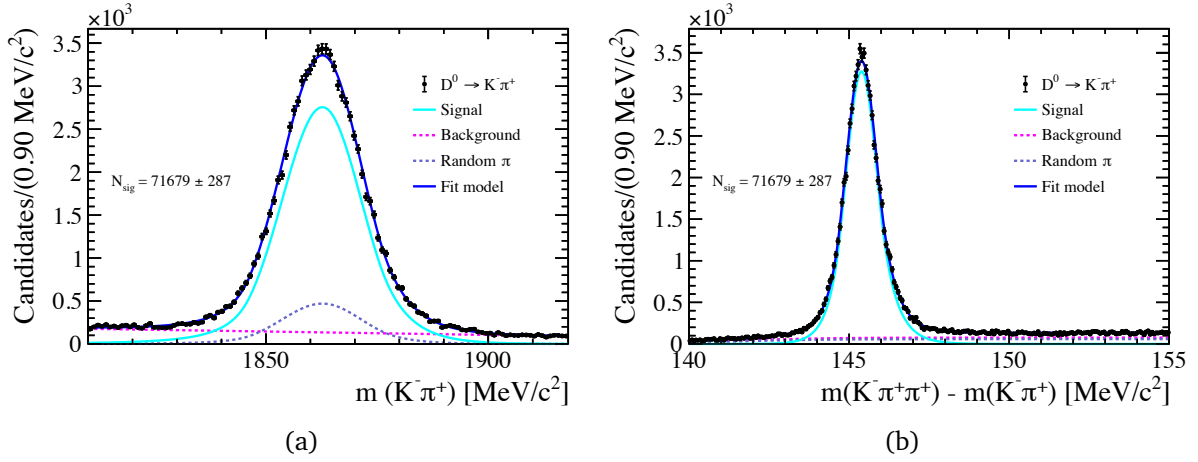 ×10³
3.5
3
2.5
2
1.5
1
0.5
0
Candidates/(0.90 MeV/c²)
D⁰ → K⁻π⁺
Signal
Background
Random π
Fit model
N_sig = 71679 ± 287
1850
1900
m (K⁻π⁺) [MeV/c²]
(a)
×10³
3.5
3
2.5
2
1.5
1
0.5
0
Candidates/(0.90 MeV/c²)
D⁰ → K⁻π⁺
Signal
Background
Random π
Fit model
N_sig = 71679 ± 287
140
145
150
155
m(K⁻π⁺π⁺) - m(K⁻π⁺) [MeV/c²]
(b)